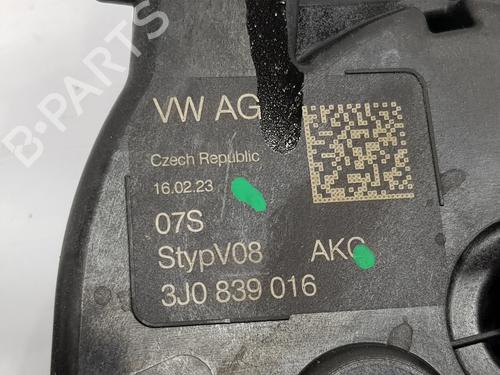 VW AG
Czech Republic
16.02.23
07S
StypV08 AKC
3J0 839 016
B-PARTS